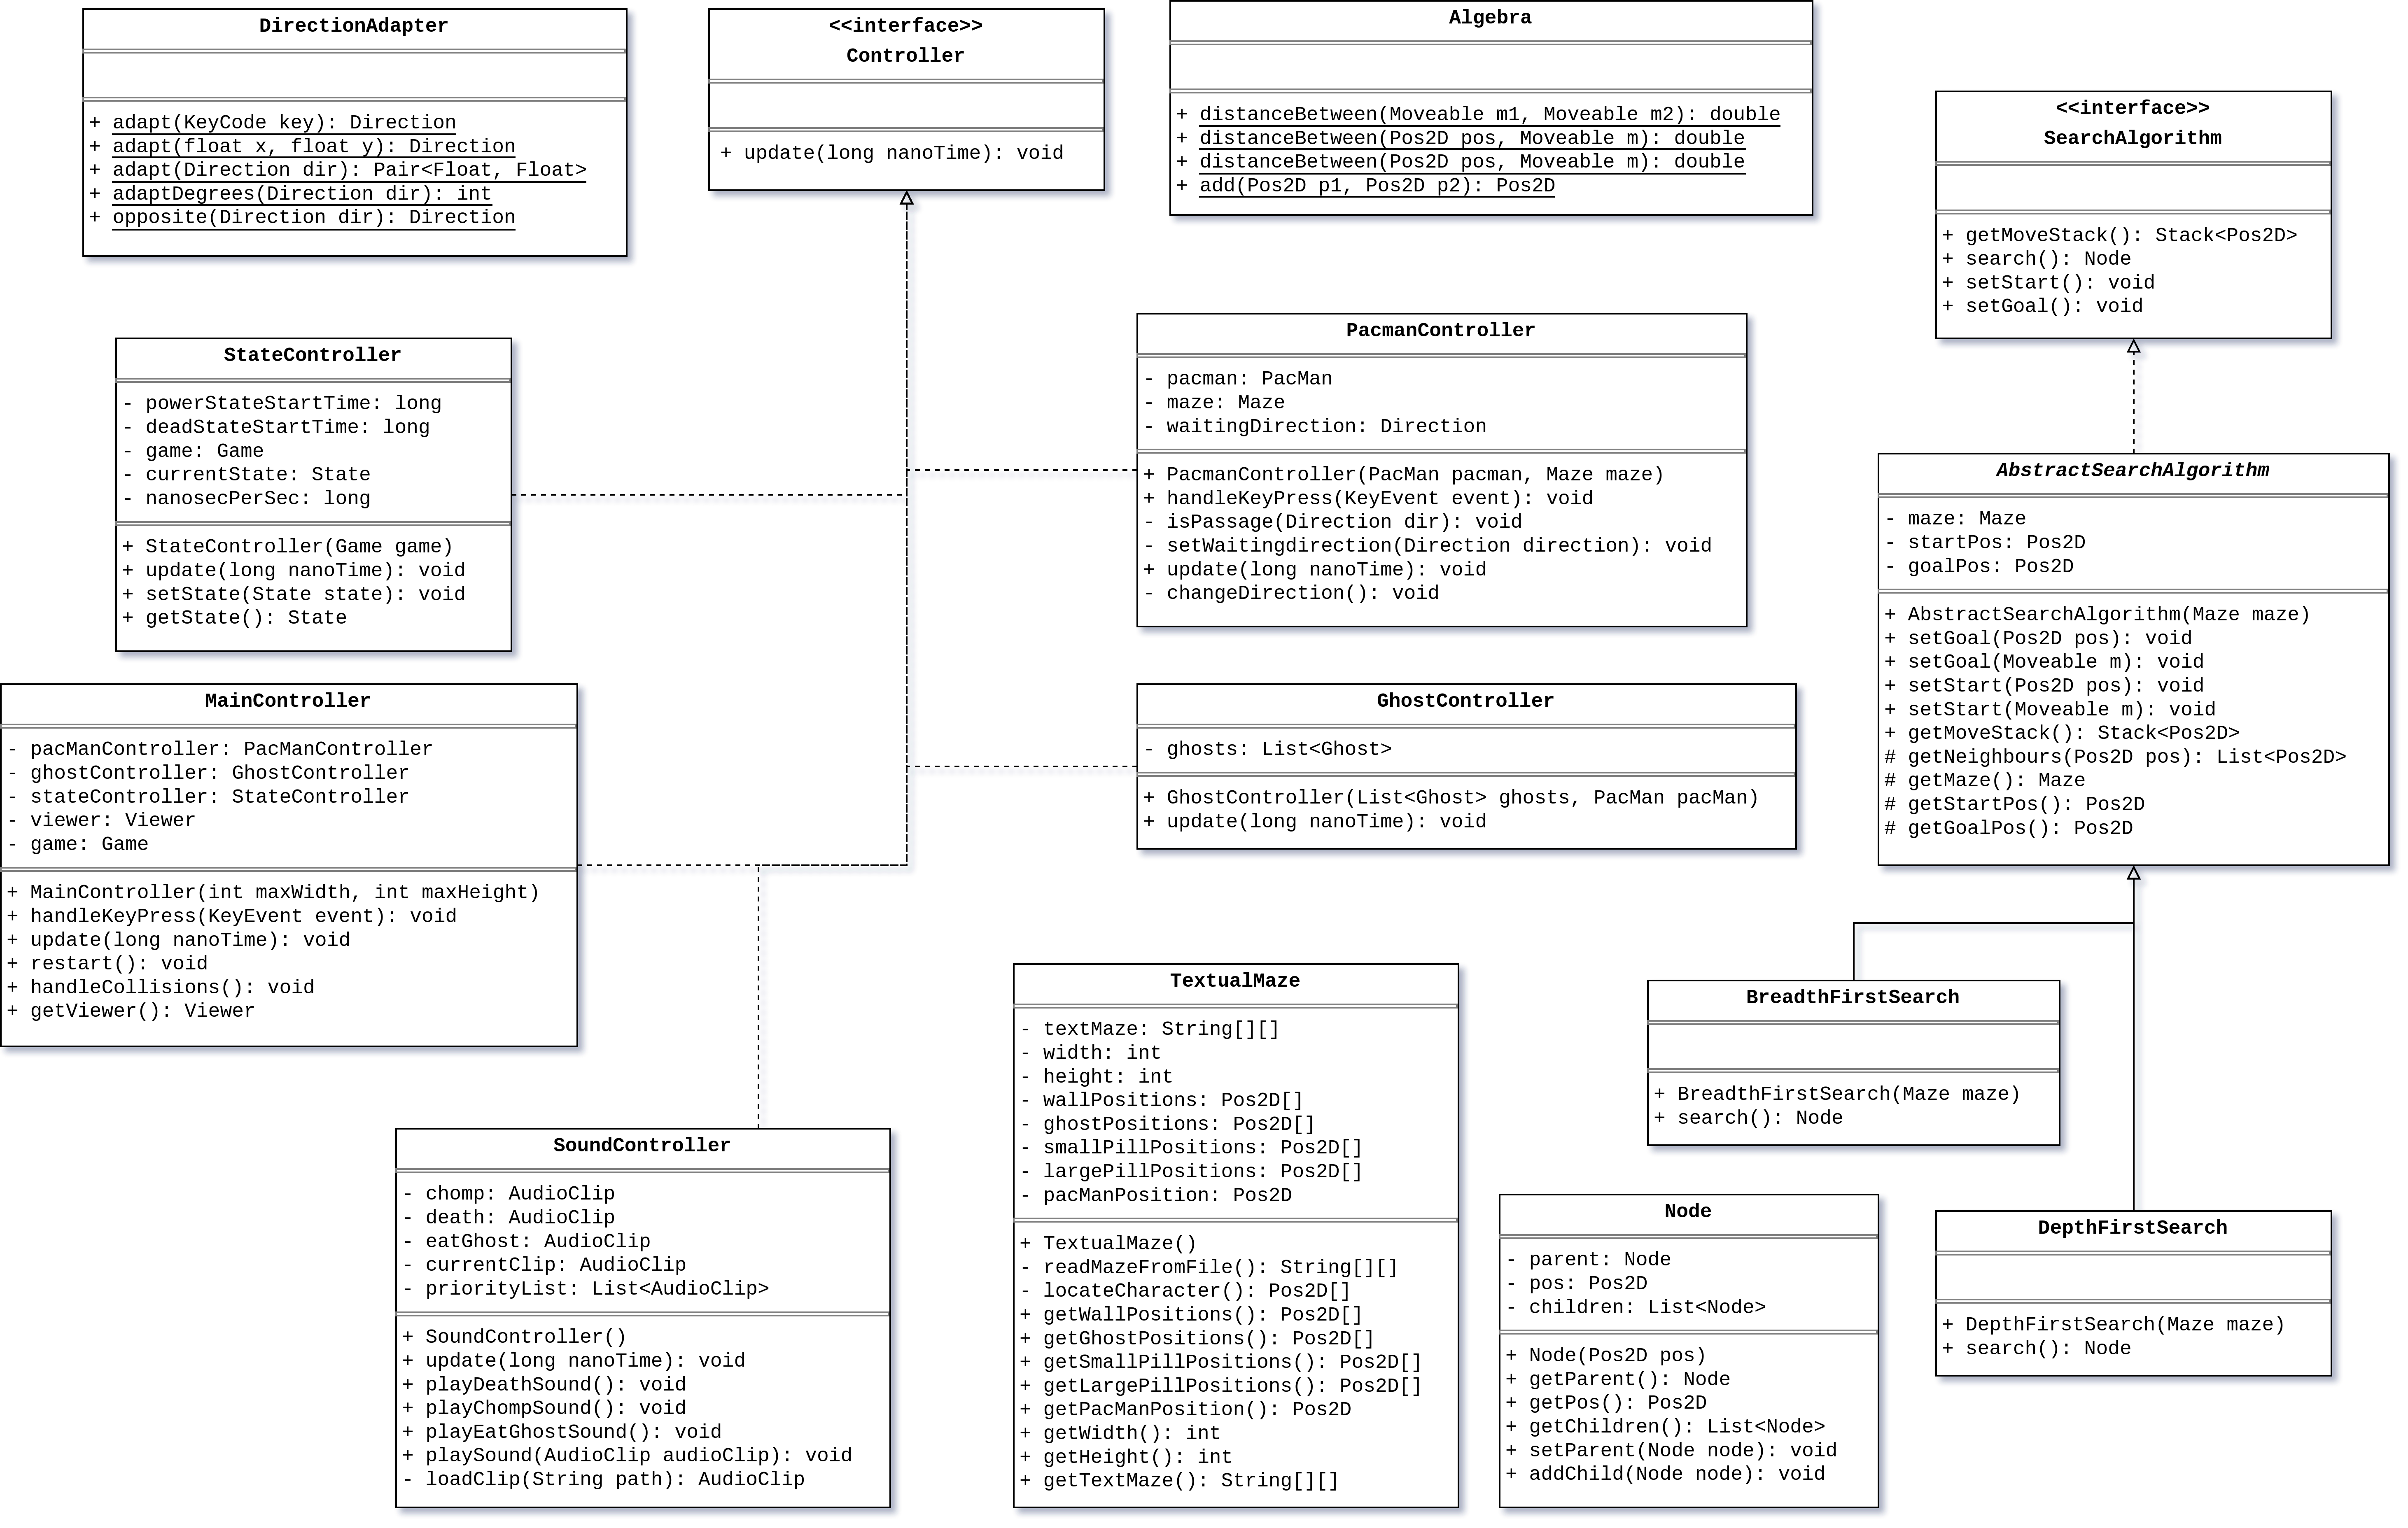 DirectionAdapter
+ adapt(KeyCode key): Direction
+ adapt(float x, float y): Direction
+ adapt(Direction dir): Pair<Float, Float>
+ adaptDegrees(Direction dir): int
+ opposite(Direction dir): Direction
<<interface>>
Controller
+ update(long nanoTime): void
Algebra
+ distanceBetween(Moveable m1, Moveable m2): double
+ distanceBetween(Pos2D pos, Moveable m): double
+ distanceBetween(Pos2D pos, Moveable m): double
+ add(Pos2D p1, Pos2D p2): Pos2D
<<interface>>
SearchAlgorithm
+ getMoveStack(): Stack<Pos2D>
+ search(): Node
+ setStart(): void
+ setGoal(): void
StateController
- powerStateStartTime: long
- deadStateStartTime: long
- game: Game
- currentState: State
- nanosecPerSec: long
+ StateController(Game game)
+ update(long nanoTime): void
+ setState(State state): void
+ getState(): State
PacmanController
- pacman: PacMan
- maze: Maze
- waitingDirection: Direction
+ PacmanController(PacMan pacman, Maze maze)
+ handleKeyPress(KeyEvent event): void
- isPassage(Direction dir): void
- setWaitingdirection(Direction direction): void
+ update(long nanoTime): void
- changeDirection(): void
AbstractSearchAlgorithm
- maze: Maze
- startPos: Pos2D
- goalPos: Pos2D
+ AbstractSearchAlgorithm(Maze maze)
+ setGoal(Pos2D pos): void
+ setGoal(Moveable m): void
+ setStart(Pos2D pos): void
+ setStart(Moveable m): void
+ getMoveStack(): Stack<Pos2D>
# getNeighbours(Pos2D pos): List<Pos2D>
# getMaze(): Maze
# getStartPos(): Pos2D
# getGoalPos(): Pos2D
MainController
- pacManController: PacManController
- ghostController: GhostController
- stateController: StateController
- viewer: Viewer
- game: Game
+ MainController(int maxWidth, int maxHeight)
+ handleKeyPress(KeyEvent event): void
+ update(long nanoTime): void
+ restart(): void
+ handleCollisions(): void
+ getViewer(): Viewer
GhostController
- ghosts: List<Ghost>
+ GhostController(List<Ghost> ghosts, PacMan pacMan)
+ update(long nanoTime): void
SoundController
- chomp: AudioClip
- death: AudioClip
- eatGhost: AudioClip
- currentClip: AudioClip
- priorityList: List<AudioClip>
+ SoundController()
+ update(long nanoTime): void
+ playDeathSound(): void
+ playChompSound(): void
+ playEatGhostSound(): void
+ playSound(AudioClip audioClip): void
- loadClip(String path): AudioClip
TextualMaze
- textMaze: String[][]
- width: int
- height: int
- wallPositions: Pos2D[]
- ghostPositions: Pos2D[]
- smallPillPositions: Pos2D[]
- largePillPositions: Pos2D[]
- pacManPosition: Pos2D
+ TextualMaze()
- readMazeFromFile(): String[][]
- locateCharacter(): Pos2D[]
+ getWallPositions(): Pos2D[]
+ getGhostPositions(): Pos2D[]
+ getSmallPillPositions(): Pos2D[]
+ getLargePillPositions(): Pos2D[]
+ getPacManPosition(): Pos2D
+ getWidth(): int
+ getHeight(): int
+ getTextMaze(): String[][]
BreadthFirstSearch
+ BreadthFirstSearch(Maze maze)
+ search(): Node
Node
- parent: Node
- pos: Pos2D
- children: List<Node>
+ Node(Pos2D pos)
+ getParent(): Node
+ getPos(): Pos2D
+ getChildren(): List<Node>
+ setParent(Node node): void
+ addChild(Node node): void
DepthFirstSearch
+ DepthFirstSearch(Maze maze)
+ search(): Node